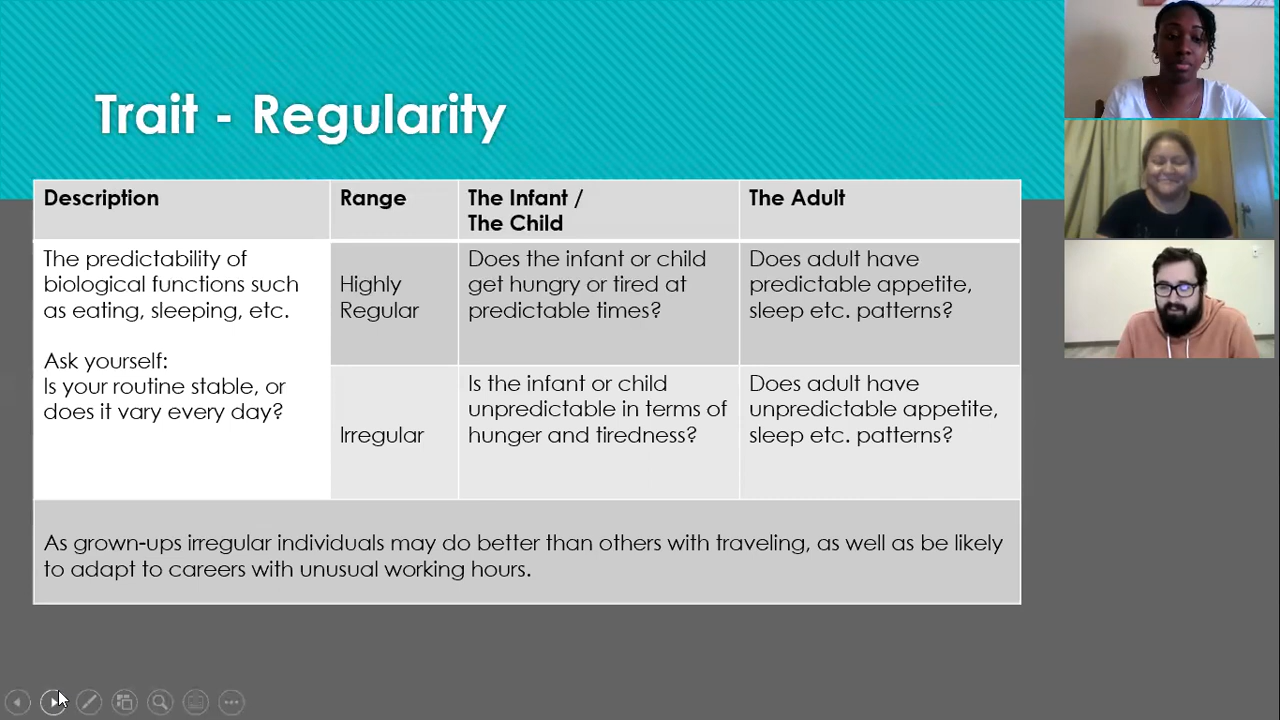 Trait - Regularity
Description
Range
The Infant /
The Child
The Adult
The predictability of
biological functions such
as eating, sleeping, etc.
Ask yourself:
Is your routine stable, or
does it vary every day?
Highly
Regular
Does the infant or child
get hungry or tired at
predictable times?
Does adult have
predictable appetite,
sleep etc. patterns?
Irregular
Is the infant or child
unpredictable in terms of
hunger and tiredness?
Does adult have
unpredictable appetite,
sleep etc. patterns?
As grown-ups irregular individuals may do better than others with traveling, as well as be likely
to adapt to careers with unusual working hours.